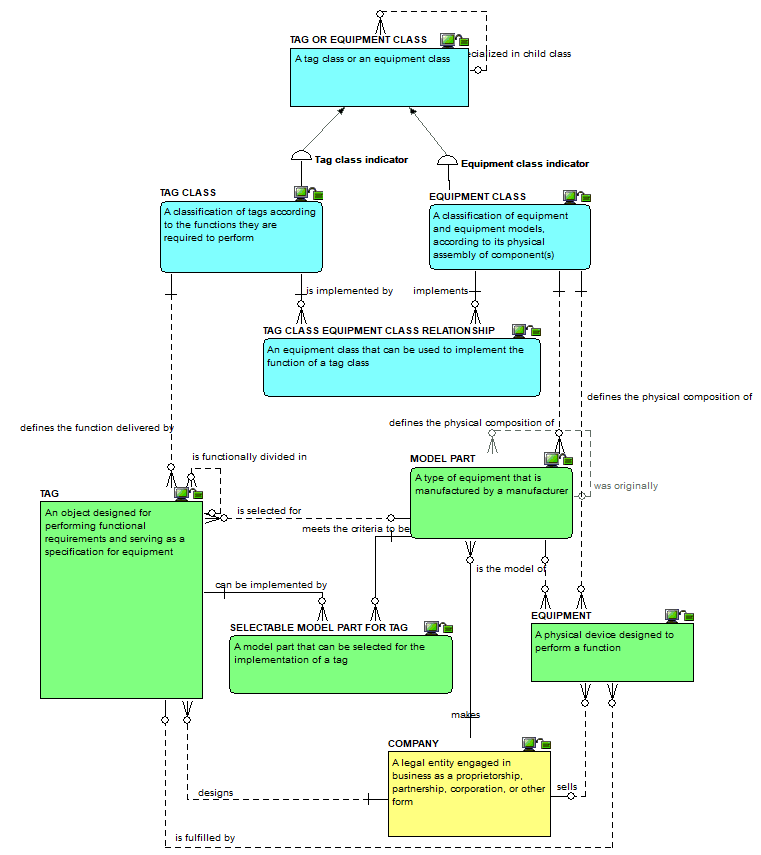 TAG OR EQUIPMENT CLASS
A tag class or an equipment class
cialized in child class
Tag class indicator
Equipment class indicator
TAG CLASS
A classification of tags according
to the functions they are
required to perform
EQUIPMENT CLASS
A classification of equipment
and equipment models,
according to its physical
assembly of component(s)
is implemented by
implements
TAG CLASS EQUIPMENT CLASS RELATIONSHIP
An equipment class that can be used to implement the
function of a tag class
defines the physical composition of
defines the function delivered by
defines the physical composition of
is functionally divided in
MODEL PART
A type of equipment that is
manufactured by a manufacturer
was originally
TAG
An object designed for
performing functional
requirements and serving as a
specification for equipment
is selected for
meets the criteria to be
is the model of
can be implemented by
SELECTABLE MODEL PART FOR TAG
A model part that can be selected for the
implementation of a tag
EQUIPMENT
A physical device designed to
perform a function
makes
COMPANY
A legal entity engaged in
business as a proprietorship,
partnership, corporation, or other
form
sells
designs
is fulfilled by